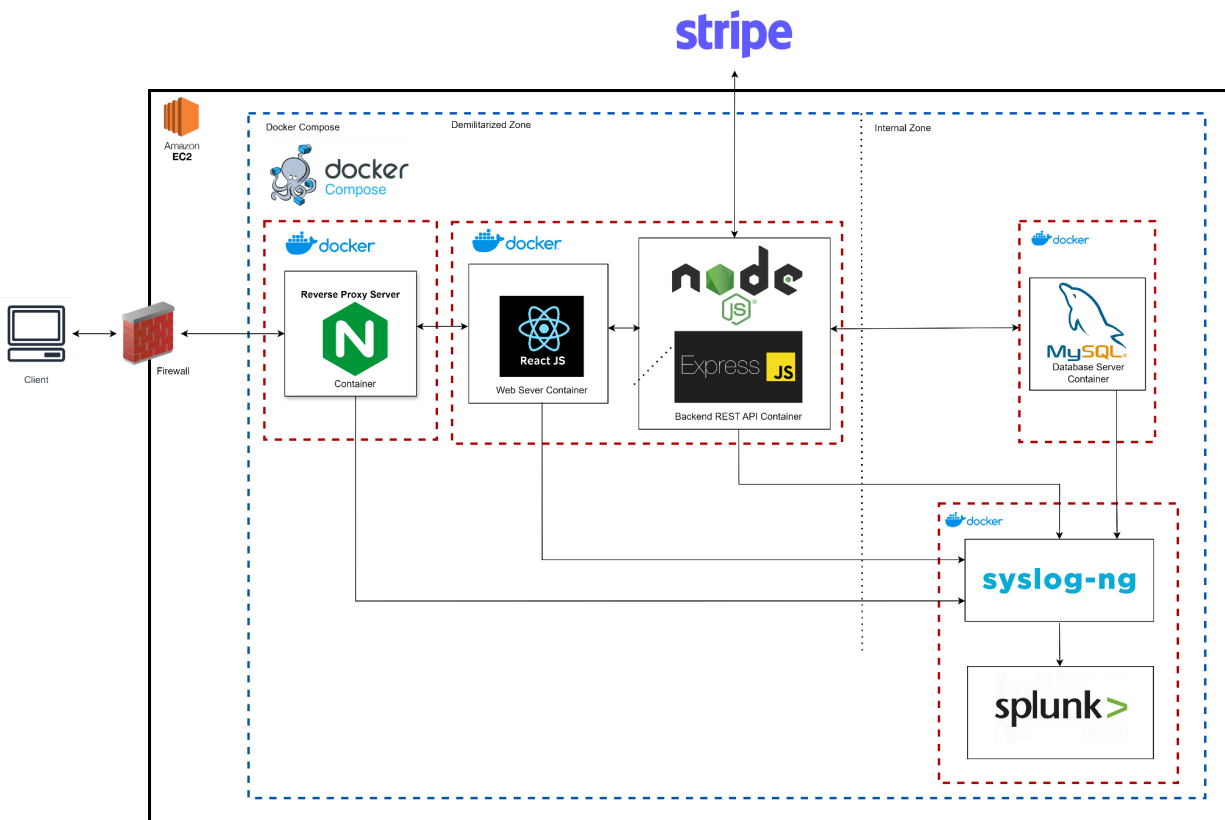 stripe
Amazon
EC2
Docker Compose
Demilitarized Zone
Internal Zone
docker
Compose
docker
docker
docker
Reverse Proxy Server
Container
React JS
Web Sever Container
node
JS
®
Express
JS
Backend REST API Container
MySQL®
Database Server
Container
Client
Firewall
docker
syslog-ng
splunk>